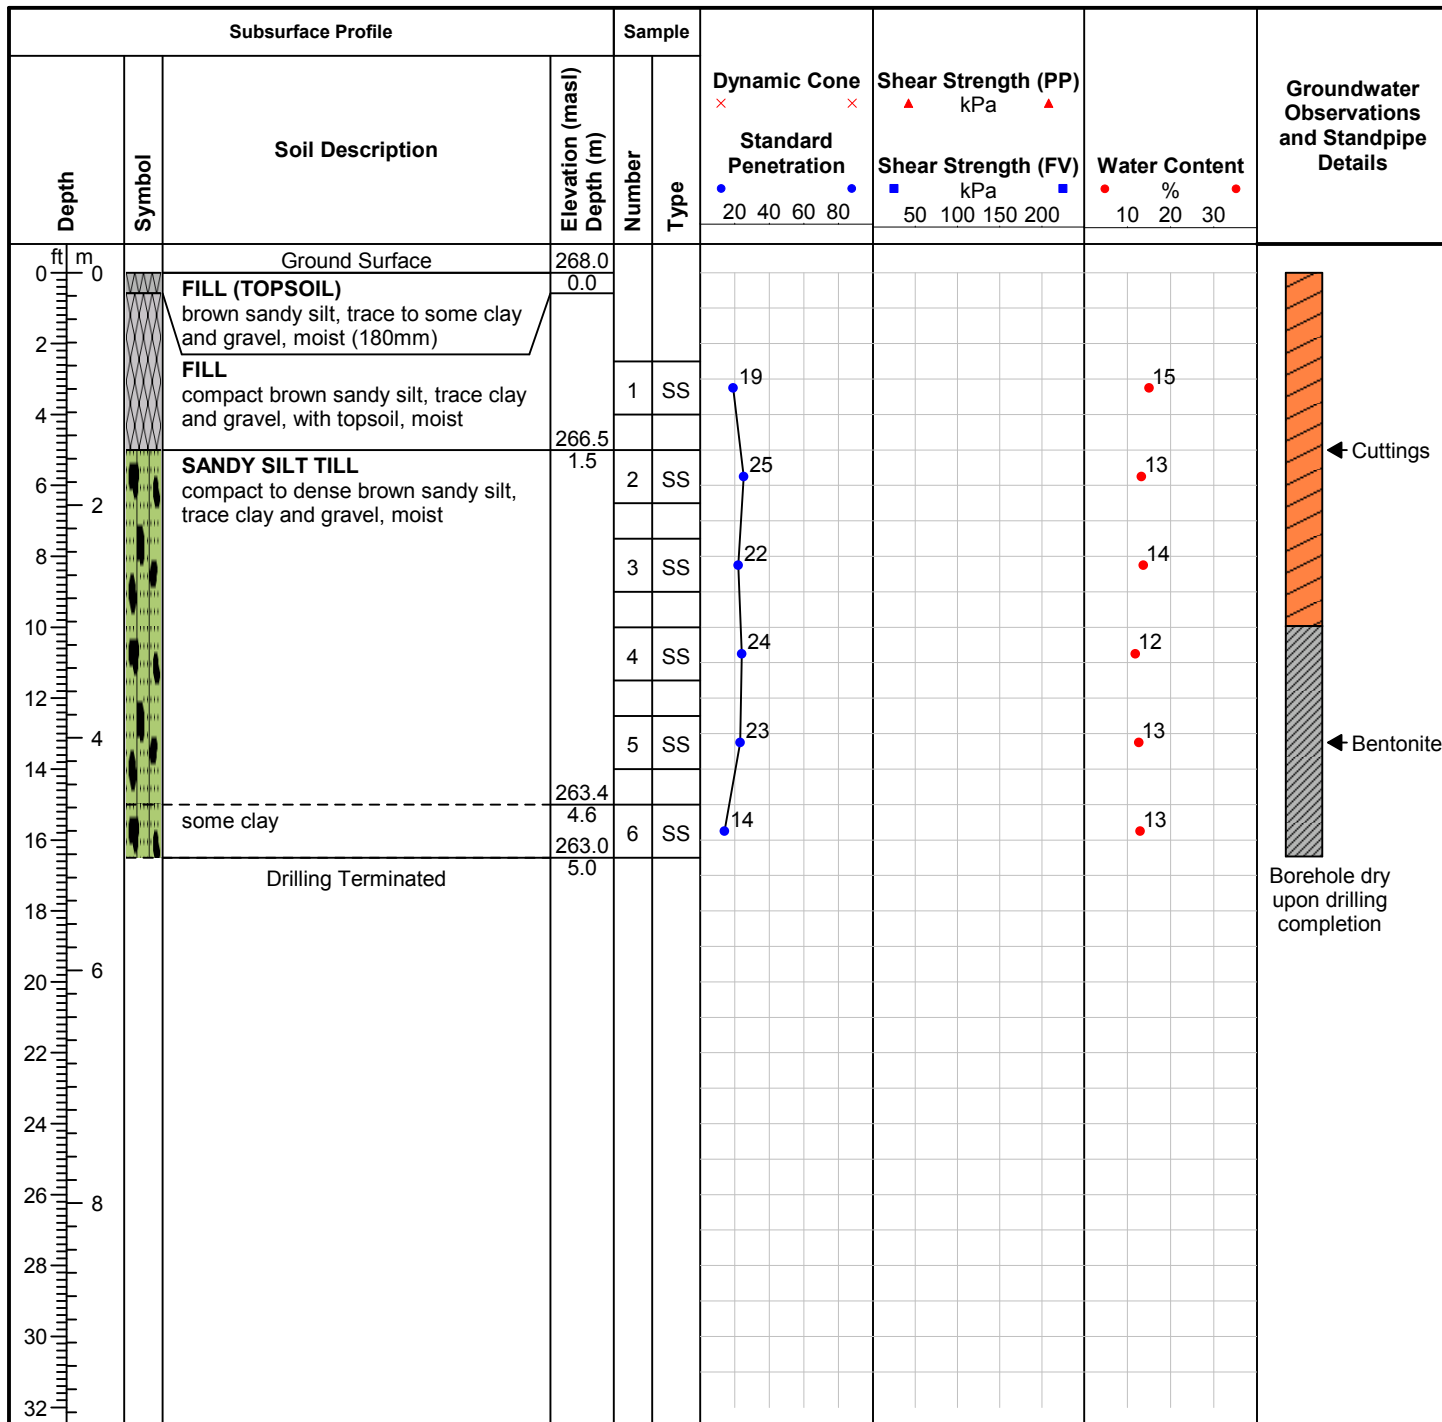 Subsurface Profile
Sample
Depth
Symbol
Soil Description
Elevation (masl)
Depth (m)
Number
Type
Dynamic Cone
Standard
Penetration
20 40 60 80
Shear Strength (PP)
kPa
Shear Strength (FV)
kPa
50 100 150 200
Water Content
%
10 20 30
Groundwater
Observations
and Standpipe
Details
ft m
Ground Surface
268.0
0 0
0.0
FILL (TOPSOIL)
brown sandy silt, trace to some clay
and gravel, moist (180mm)
2
FILL
compact brown sandy silt, trace clay
and gravel, with topsoil, moist
1 SS
19
15
4
266.5
1.5
Cuttings
SANDY SILT TILL
compact to dense brown sandy silt,
trace clay and gravel, moist
2 SS
25
13
6
2
8
3 SS
22
14
10
4 SS
24
12
12
4
5 SS
23
13
Bentonite
14
263.4
4.6
some clay
6 SS
14
13
16
263.0
5.0
Drilling Terminated
Borehole dry
upon drilling
completion
18
6
20
22
24
26
8
28
30
32